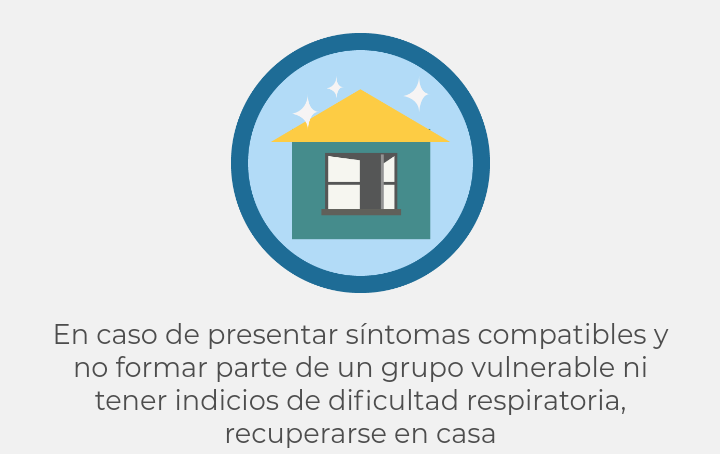 En caso de presentar síntomas compatibles y
no formar parte de un grupo vulnerable ni
tener indicios de dificultad respiratoria,
recuperarse en casa